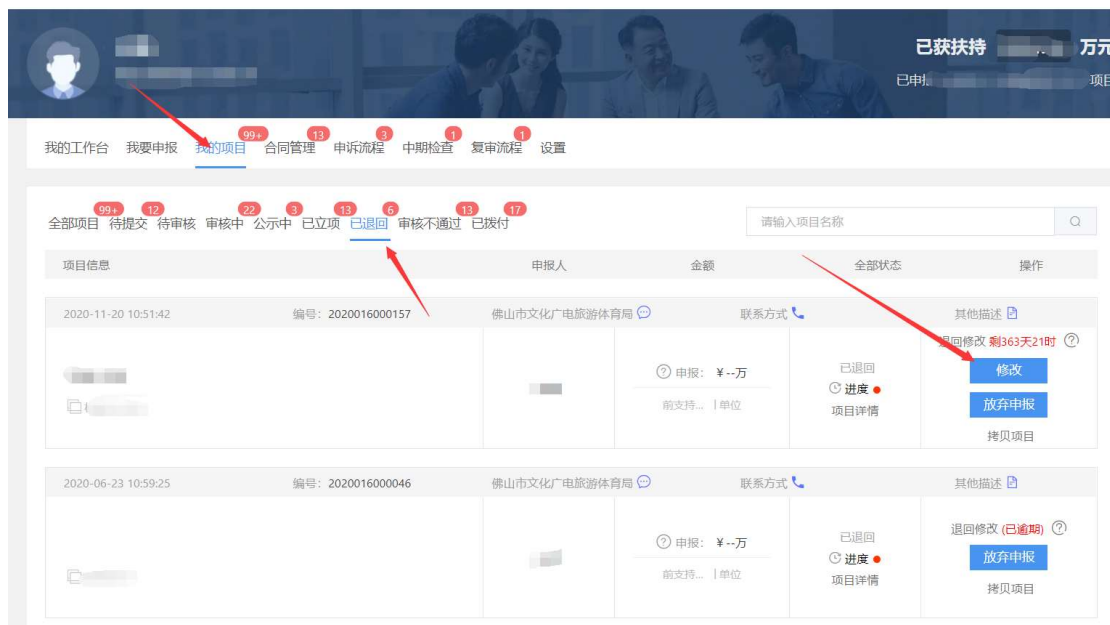 已获扶持 万元
已申 项目
99+ 13 3 1 1
我的工作台 我要申报 我的项目 合同管理 申诉流程 中期检查 复审流程 设置
99+ 12 22 3 13 6 13 17
全部项目 待提交 待审核 审核中 公示中 已立项 已退回 审核不通过 已拨付 请输入项目名称
项目信息 申报人 金额 全部状态 操作
2020-11-20 10:51:42 编号：2020016000157 佛山市文化广电旅游体育局 联系方式 其他描述
退回修改 剩363天21时
申报：￥--万 已退回 修改
进度
前支持... 单位 项目详情 放弃申报
拷贝项目
2020-06-23 10:59:25 编号：2020016000046 佛山市文化广电旅游体育局 联系方式 其他描述
退回修改 (已逾期)
申报：￥--万 已退回
进度 放弃申报
前支持... 单位 项目详情 拷贝项目